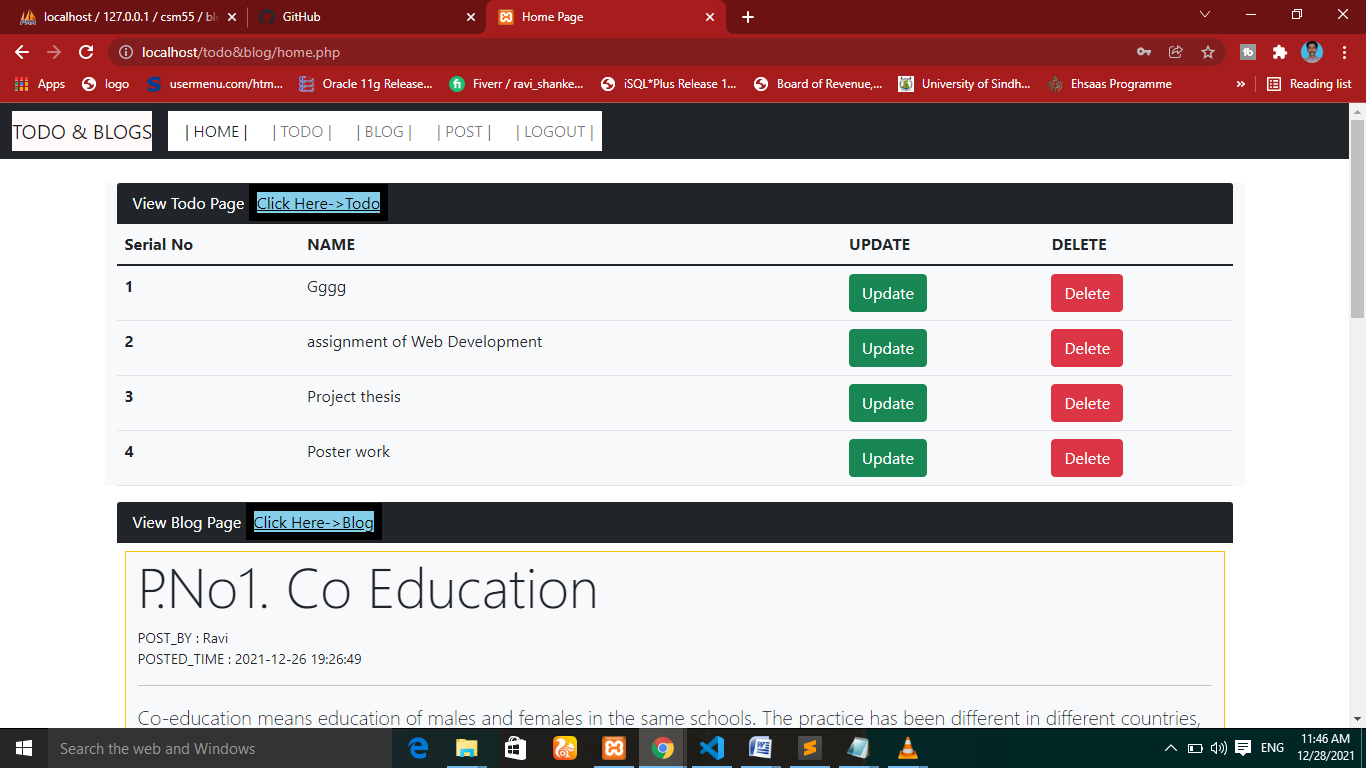 localhost / 127.0.0.1 / csm55 / blo
GitHub
Home Page
localhost/todo&blog/home.php
Apps
logo
usermenu.com/htm...
Oracle 11g Release...
Fiverr / ravi_shanke...
iSQL*Plus Release 1...
Board of Revenue,...
University of Sindh...
Ehsaas Programme
»
Reading list
TODO & BLOGS | HOME | | TODO | | BLOG | | POST | | LOGOUT |
View Todo Page Click Here->Todo
Serial No NAME UPDATE DELETE
1 Gggg Update Delete
2 assignment of Web Development Update Delete
3 Project thesis Update Delete
4 Poster work Update Delete
View Blog Page Click Here->Blog
P.No1. Co Education
POST_BY : Ravi
POSTED_TIME : 2021-12-26 19:26:49
Co-education means education of males and females in the same schools. The practice has been different in different countries,
Search the web and Windows
ENG
11:46 AM
12/28/2021